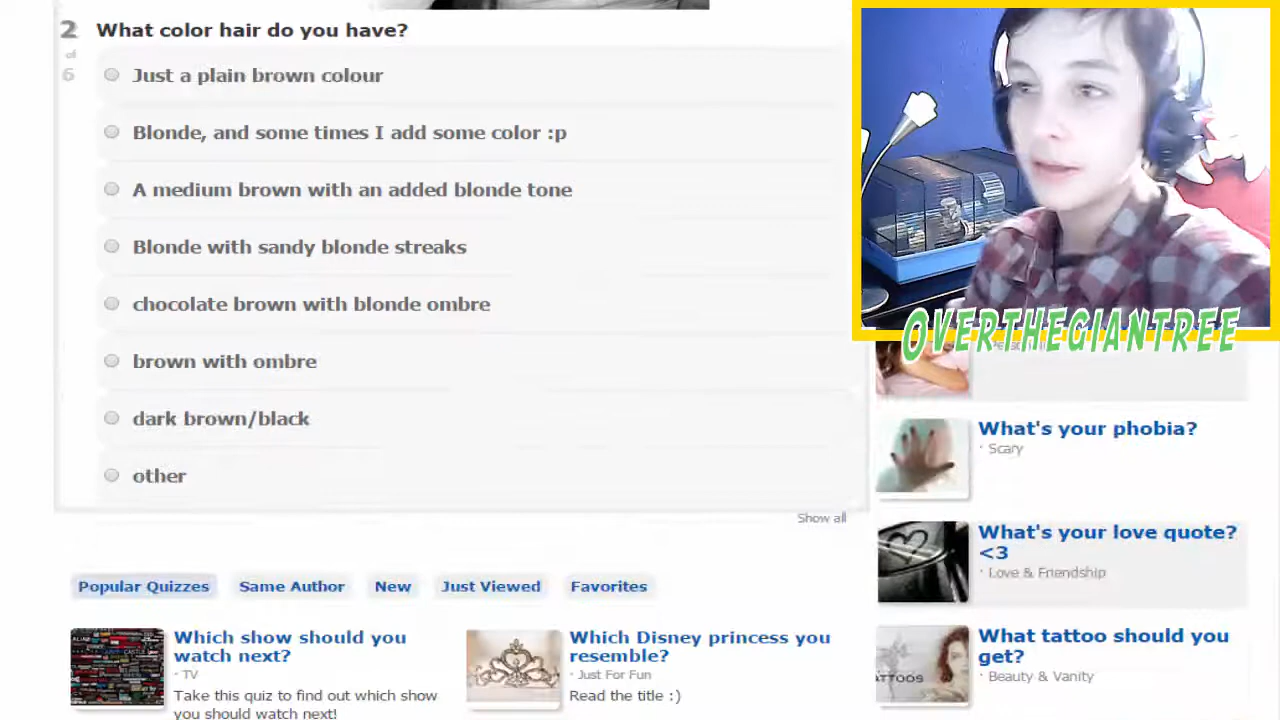 2 What color hair do you have?
of
6
Just a plain brown colour
Blonde, and some times I add some color :p
A medium brown with an added blonde tone
Blonde with sandy blonde streaks
chocolate brown with blonde ombre
brown with ombre
dark brown/black
other
Show all
OVERTHEGIANTREE
What's your phobia?
· Scary
What's your love quote?
<3
· Love & Friendship
What tattoo should you
get?
· Beauty & Vanity
Popular Quizzes
Same Author
New
Just Viewed
Favorites
Which show should you
watch next?
· TV
Take this quiz to find out which show
you should watch next!
Which Disney princess you
resemble?
· Just For Fun
Read the title :)